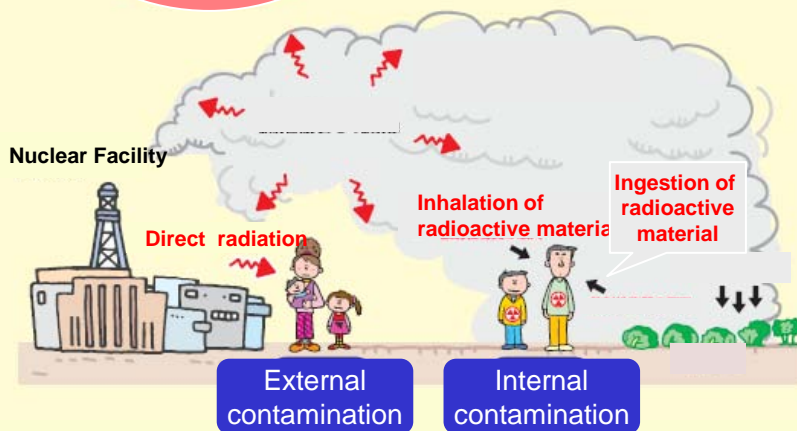 Nuclear Facility
Direct radiation
Inhalation of
radioactive materia
Ingestion of
radioactive
material
External
contamination
Internal
contamination